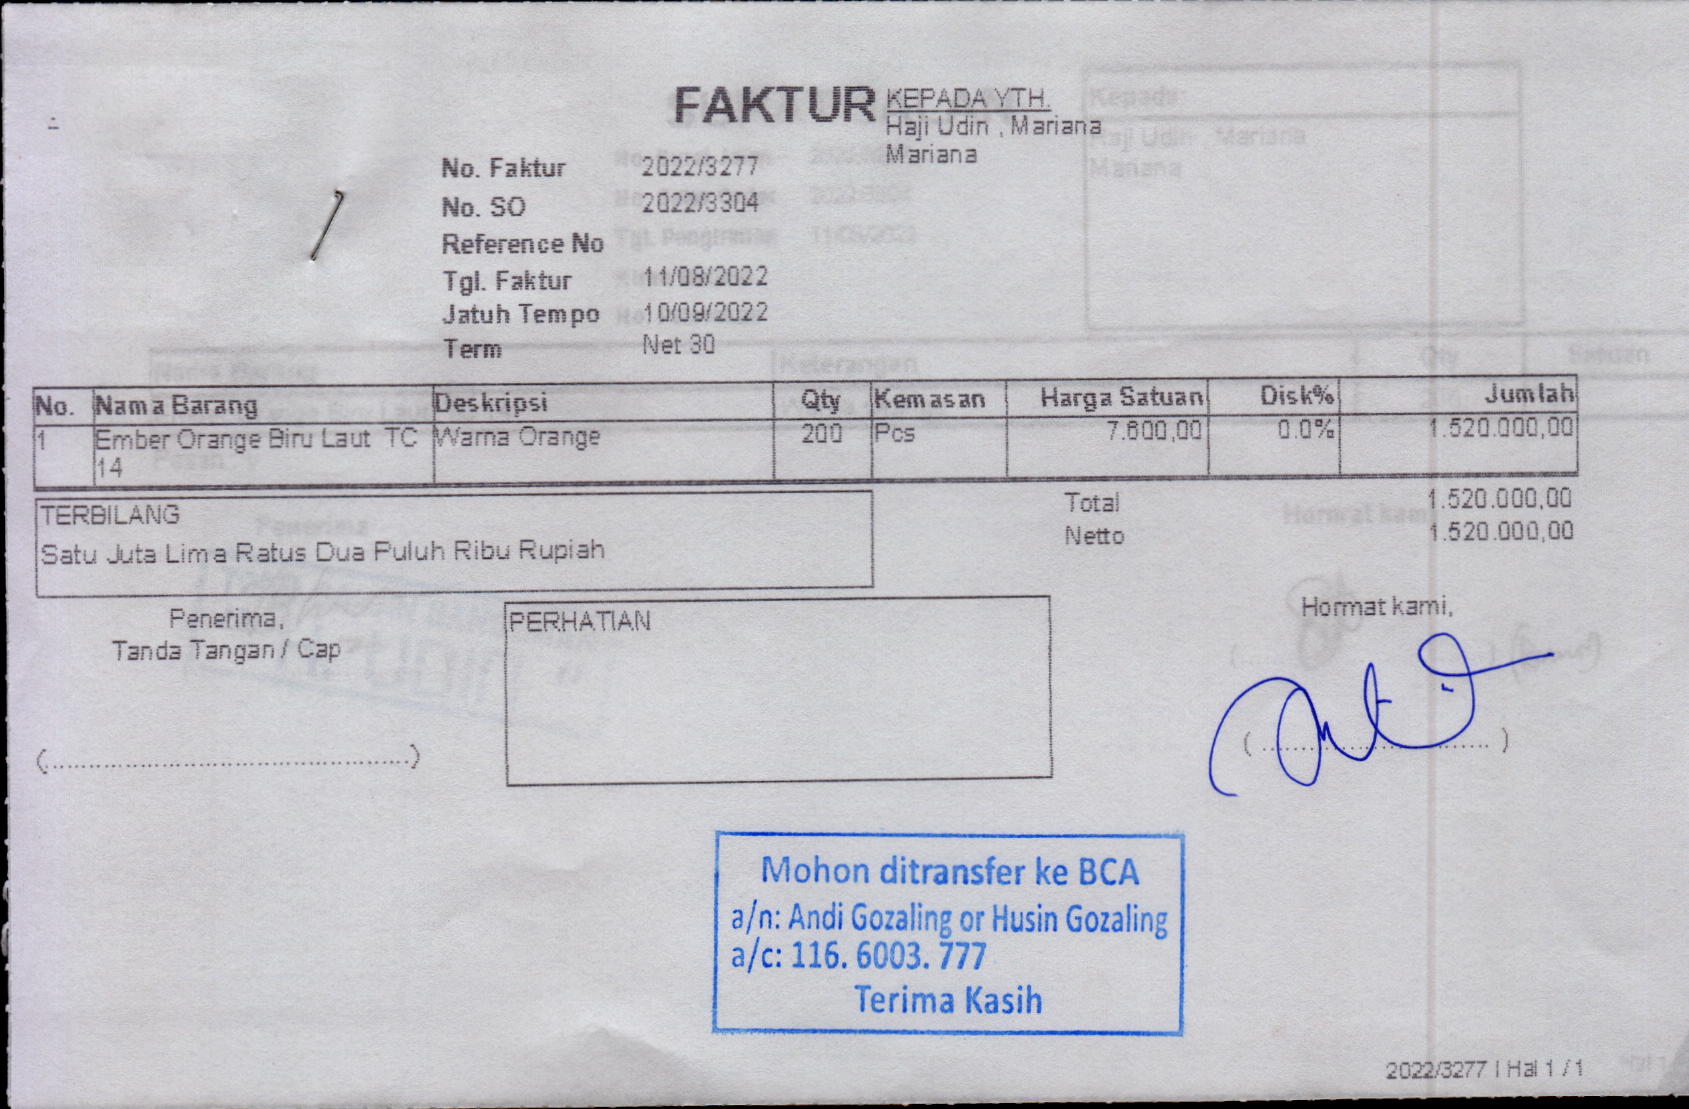 FAKTUR
KEPADA YTH.
Haji Udin , Mariana
Mariana
No. Faktur 2022/3277
No. SO 2022/3304
Reference No
Tgl. Faktur 11/08/2022
Jatuh Tempo 10/09/2022
Term Net 30
No. Nama Barang Deskripsi Qty Kemasan Harga Satuan Disk% Jumlah
1 Ember Orange Biru Laut TC Warna Orange 200 Pcs 7.600,00 0.0% 1.520.000,00
14
TERBILANG
Satu Juta Lima Ratus Dua Puluh Ribu Rupiah
Total 1.520.000,00
Netto 1.520.000,00
Penerima,
Tanda Tangan / Cap
(..........................................)
PERHATIAN
Hormat kami,
( .............................. )
Mohon ditransfer ke BCA
a/n: Andi Gozaling or Husin Gozaling
a/c: 116. 6003. 777
Terima Kasih
2022/3277 | Hal 1 / 1